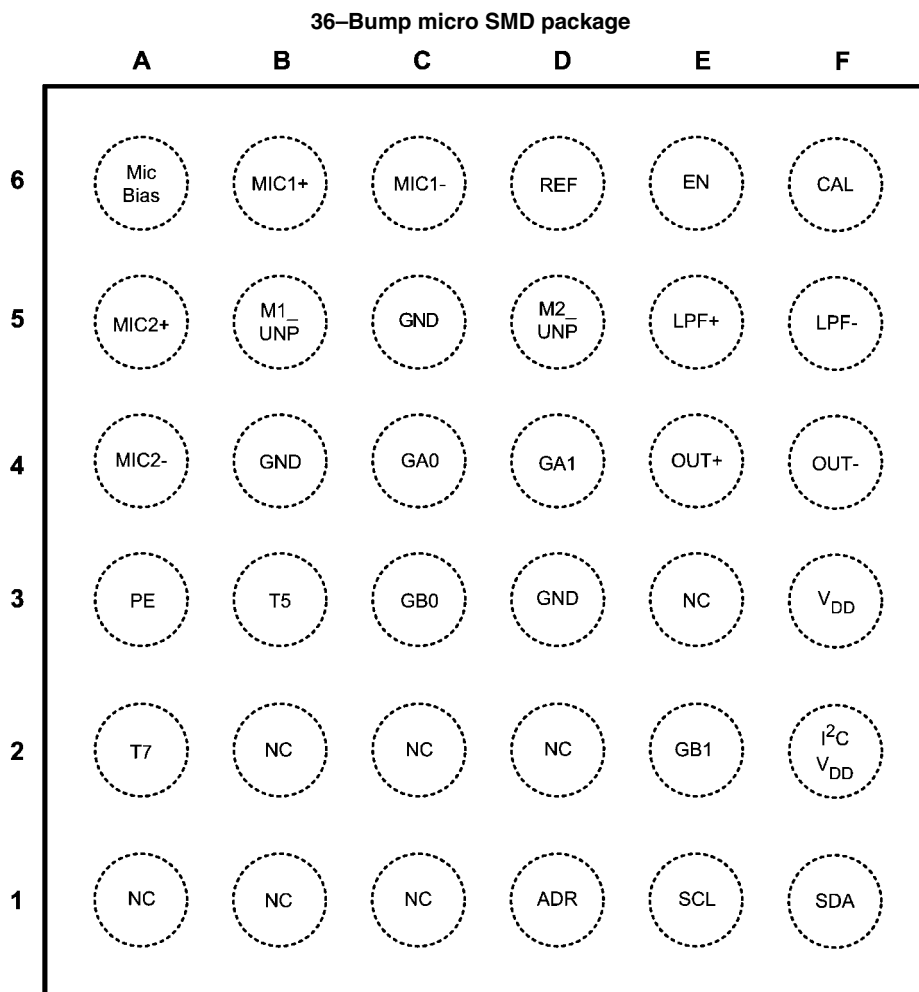 36–Bump micro SMD package
A B C D E F
6 Mic Bias MIC1+ MIC1- REF EN CAL
5 MIC2+ M1_ UNP GND M2_ UNP LPF+ LPF-
4 MIC2- GND GA0 GA1 OUT+ OUT-
3 PE T5 GB0 GND NC VDD
2 T7 NC NC NC GB1 I²C VDD
1 NC NC NC ADR SCL SDA